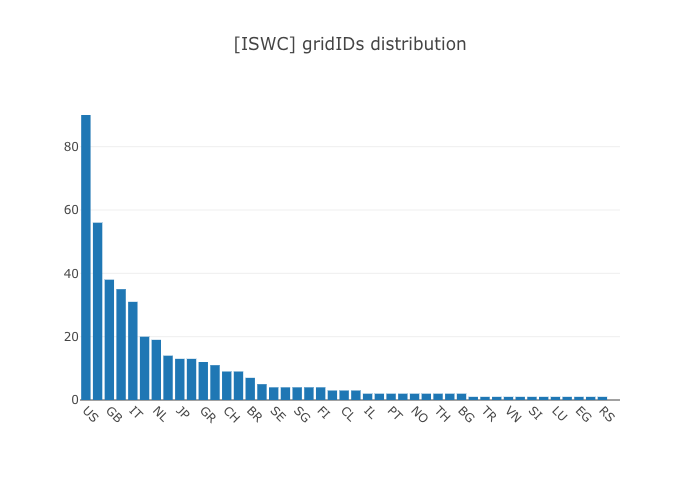 [ISWC] gridIDs distribution
80
60
40
20
0
US GB IT NL JP GR CH BR SE SG FI CL IL PT NO TH BG TR VN SI LU EG RS